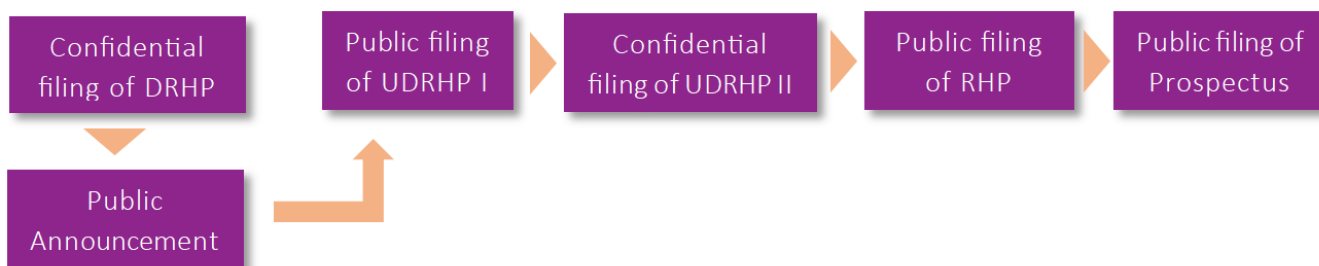 Confidential
filing of DRHP
Public
Announcement
Public filing
of UDRHP I
Confidential
filing of UDRHP II
Public filing
of RHP
Public filing of
Prospectus